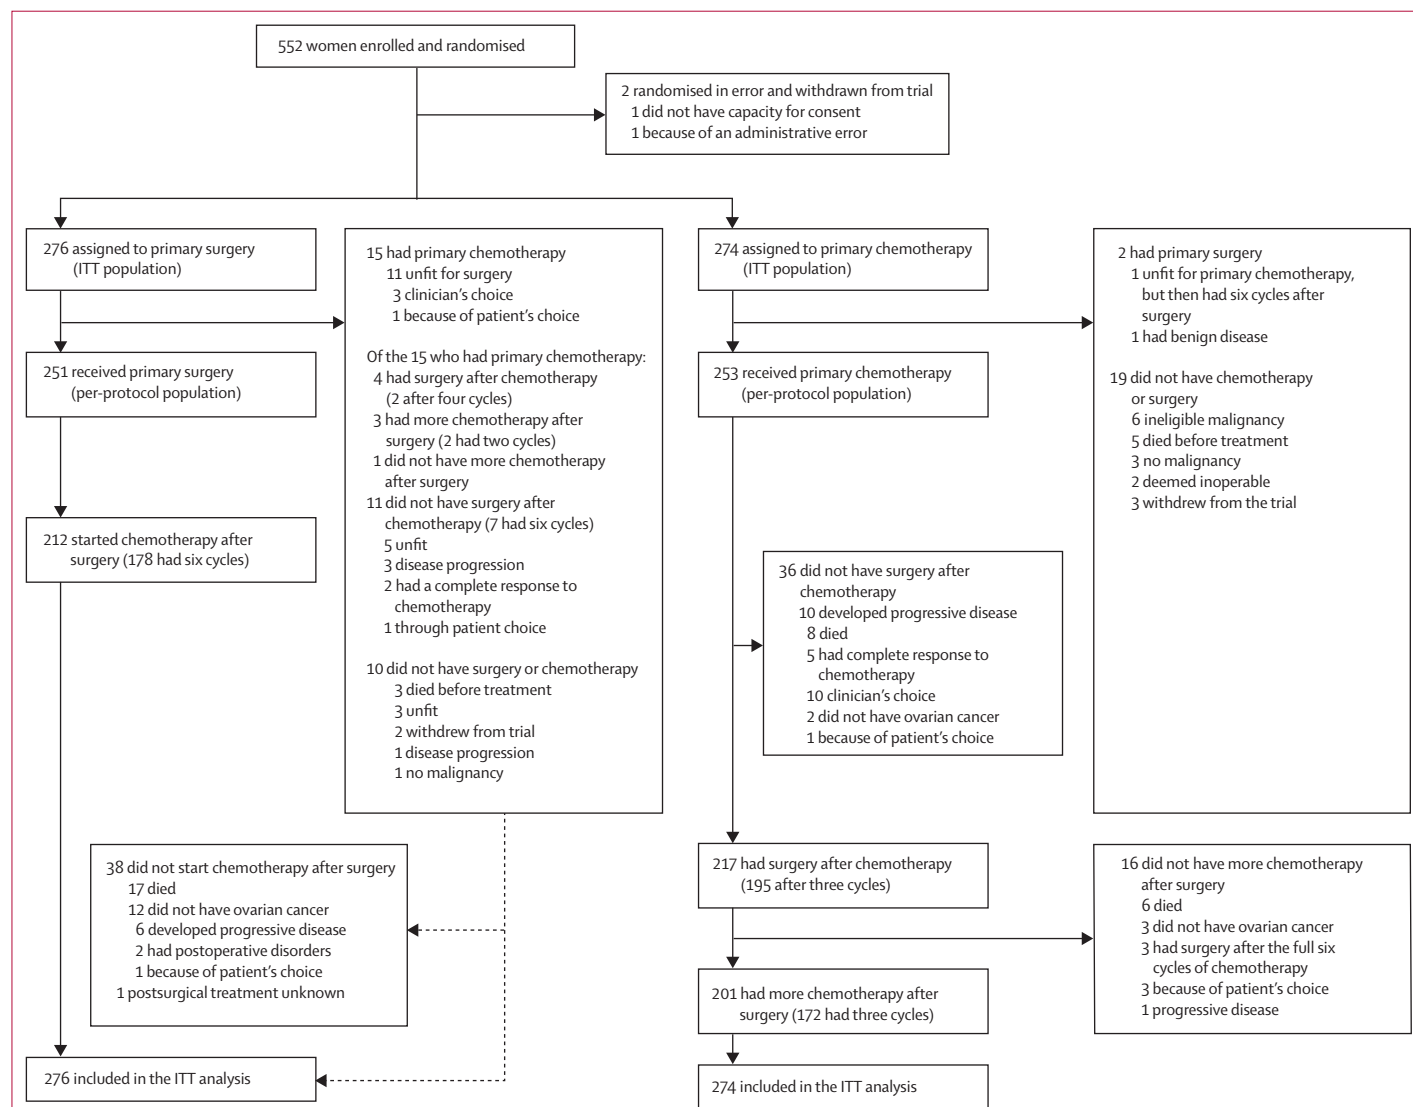 552 women enrolled and randomised
2 randomised in error and withdrawn from trial
1 did not have capacity for consent
1 because of an administrative error
276 assigned to primary surgery
(ITT population)
15 had primary chemotherapy
11 unfit for surgery
3 clinician's choice
1 because of patient's choice
Of the 15 who had primary chemotherapy:
4 had surgery after chemotherapy
(2 after four cycles)
3 had more chemotherapy after
surgery (2 had two cycles)
1 did not have more chemotherapy
after surgery
11 did not have surgery after
chemotherapy (7 had six cycles)
5 unfit
3 disease progression
2 had a complete response to
chemotherapy
1 through patient choice
10 did not have surgery or chemotherapy
3 died before treatment
3 unfit
2 withdrew from trial
1 disease progression
1 no malignancy
251 received primary surgery
(per-protocol population)
212 started chemotherapy after
surgery (178 had six cycles)
38 did not start chemotherapy after surgery
17 died
12 did not have ovarian cancer
6 developed progressive disease
2 had postoperative disorders
1 because of patient's choice
1 postsurgical treatment unknown
276 included in the ITT analysis
274 assigned to primary chemotherapy
(ITT population)
2 had primary surgery
1 unfit for primary chemotherapy,
but then had six cycles after
surgery
1 had benign disease
19 did not have chemotherapy
or surgery
6 ineligible malignancy
5 died before treatment
3 no malignancy
2 deemed inoperable
3 withdrew from the trial
253 received primary chemotherapy
(per-protocol population)
36 did not have surgery after
chemotherapy
10 developed progressive disease
8 died
5 had complete response to
chemotherapy
10 clinician's choice
2 did not have ovarian cancer
1 because of patient's choice
217 had surgery after chemotherapy
(195 after three cycles)
16 did not have more chemotherapy
after surgery
6 died
3 did not have ovarian cancer
3 had surgery after the full six
cycles of chemotherapy
3 because of patient's choice
1 progressive disease
201 had more chemotherapy after
surgery (172 had three cycles)
274 included in the ITT analysis